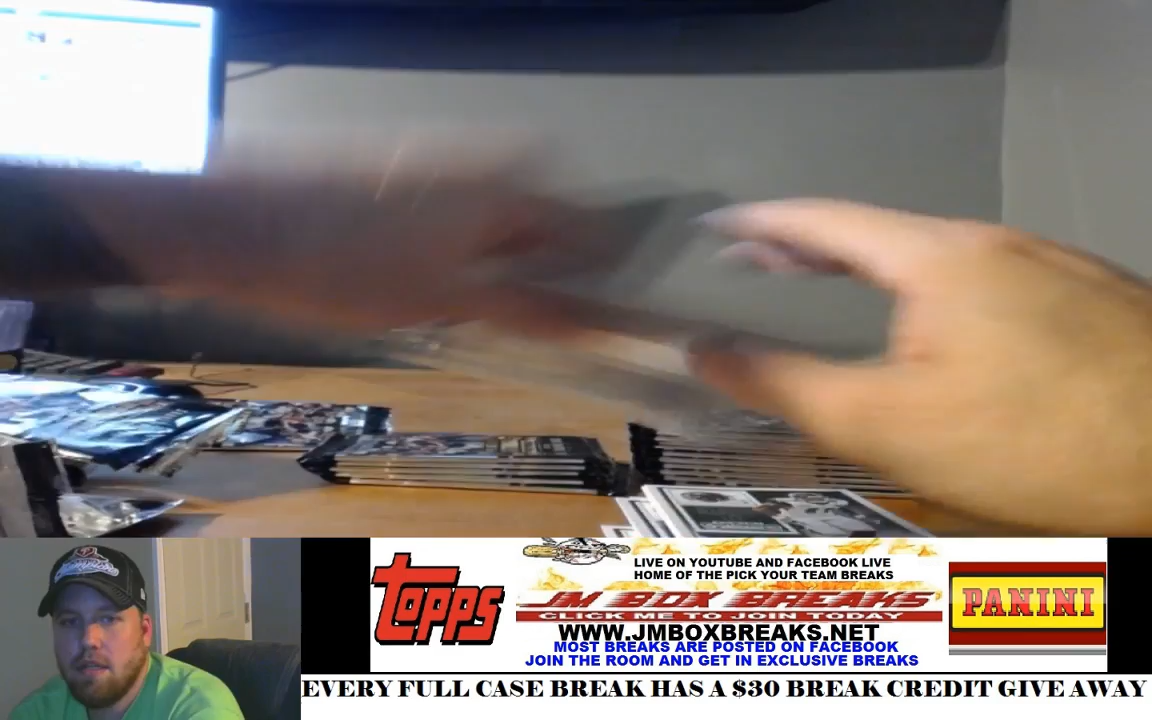 LIVE ON YOUTUBE AND FACEBOOK LIVE
HOME OF THE PICK YOUR TEAM BREAKS
TOPPS
JM BOX BREAKS
CLICK ME TO JOIN TODAY
PANINI
WWW.JMBOXBREAKS.NET
MOST BREAKS ARE POSTED ON FACEBOOK
JOIN THE ROOM AND GET IN EXCLUSIVE BREAKS
EVERY FULL CASE BREAK HAS A $30 BREAK CREDIT GIVE AWAY